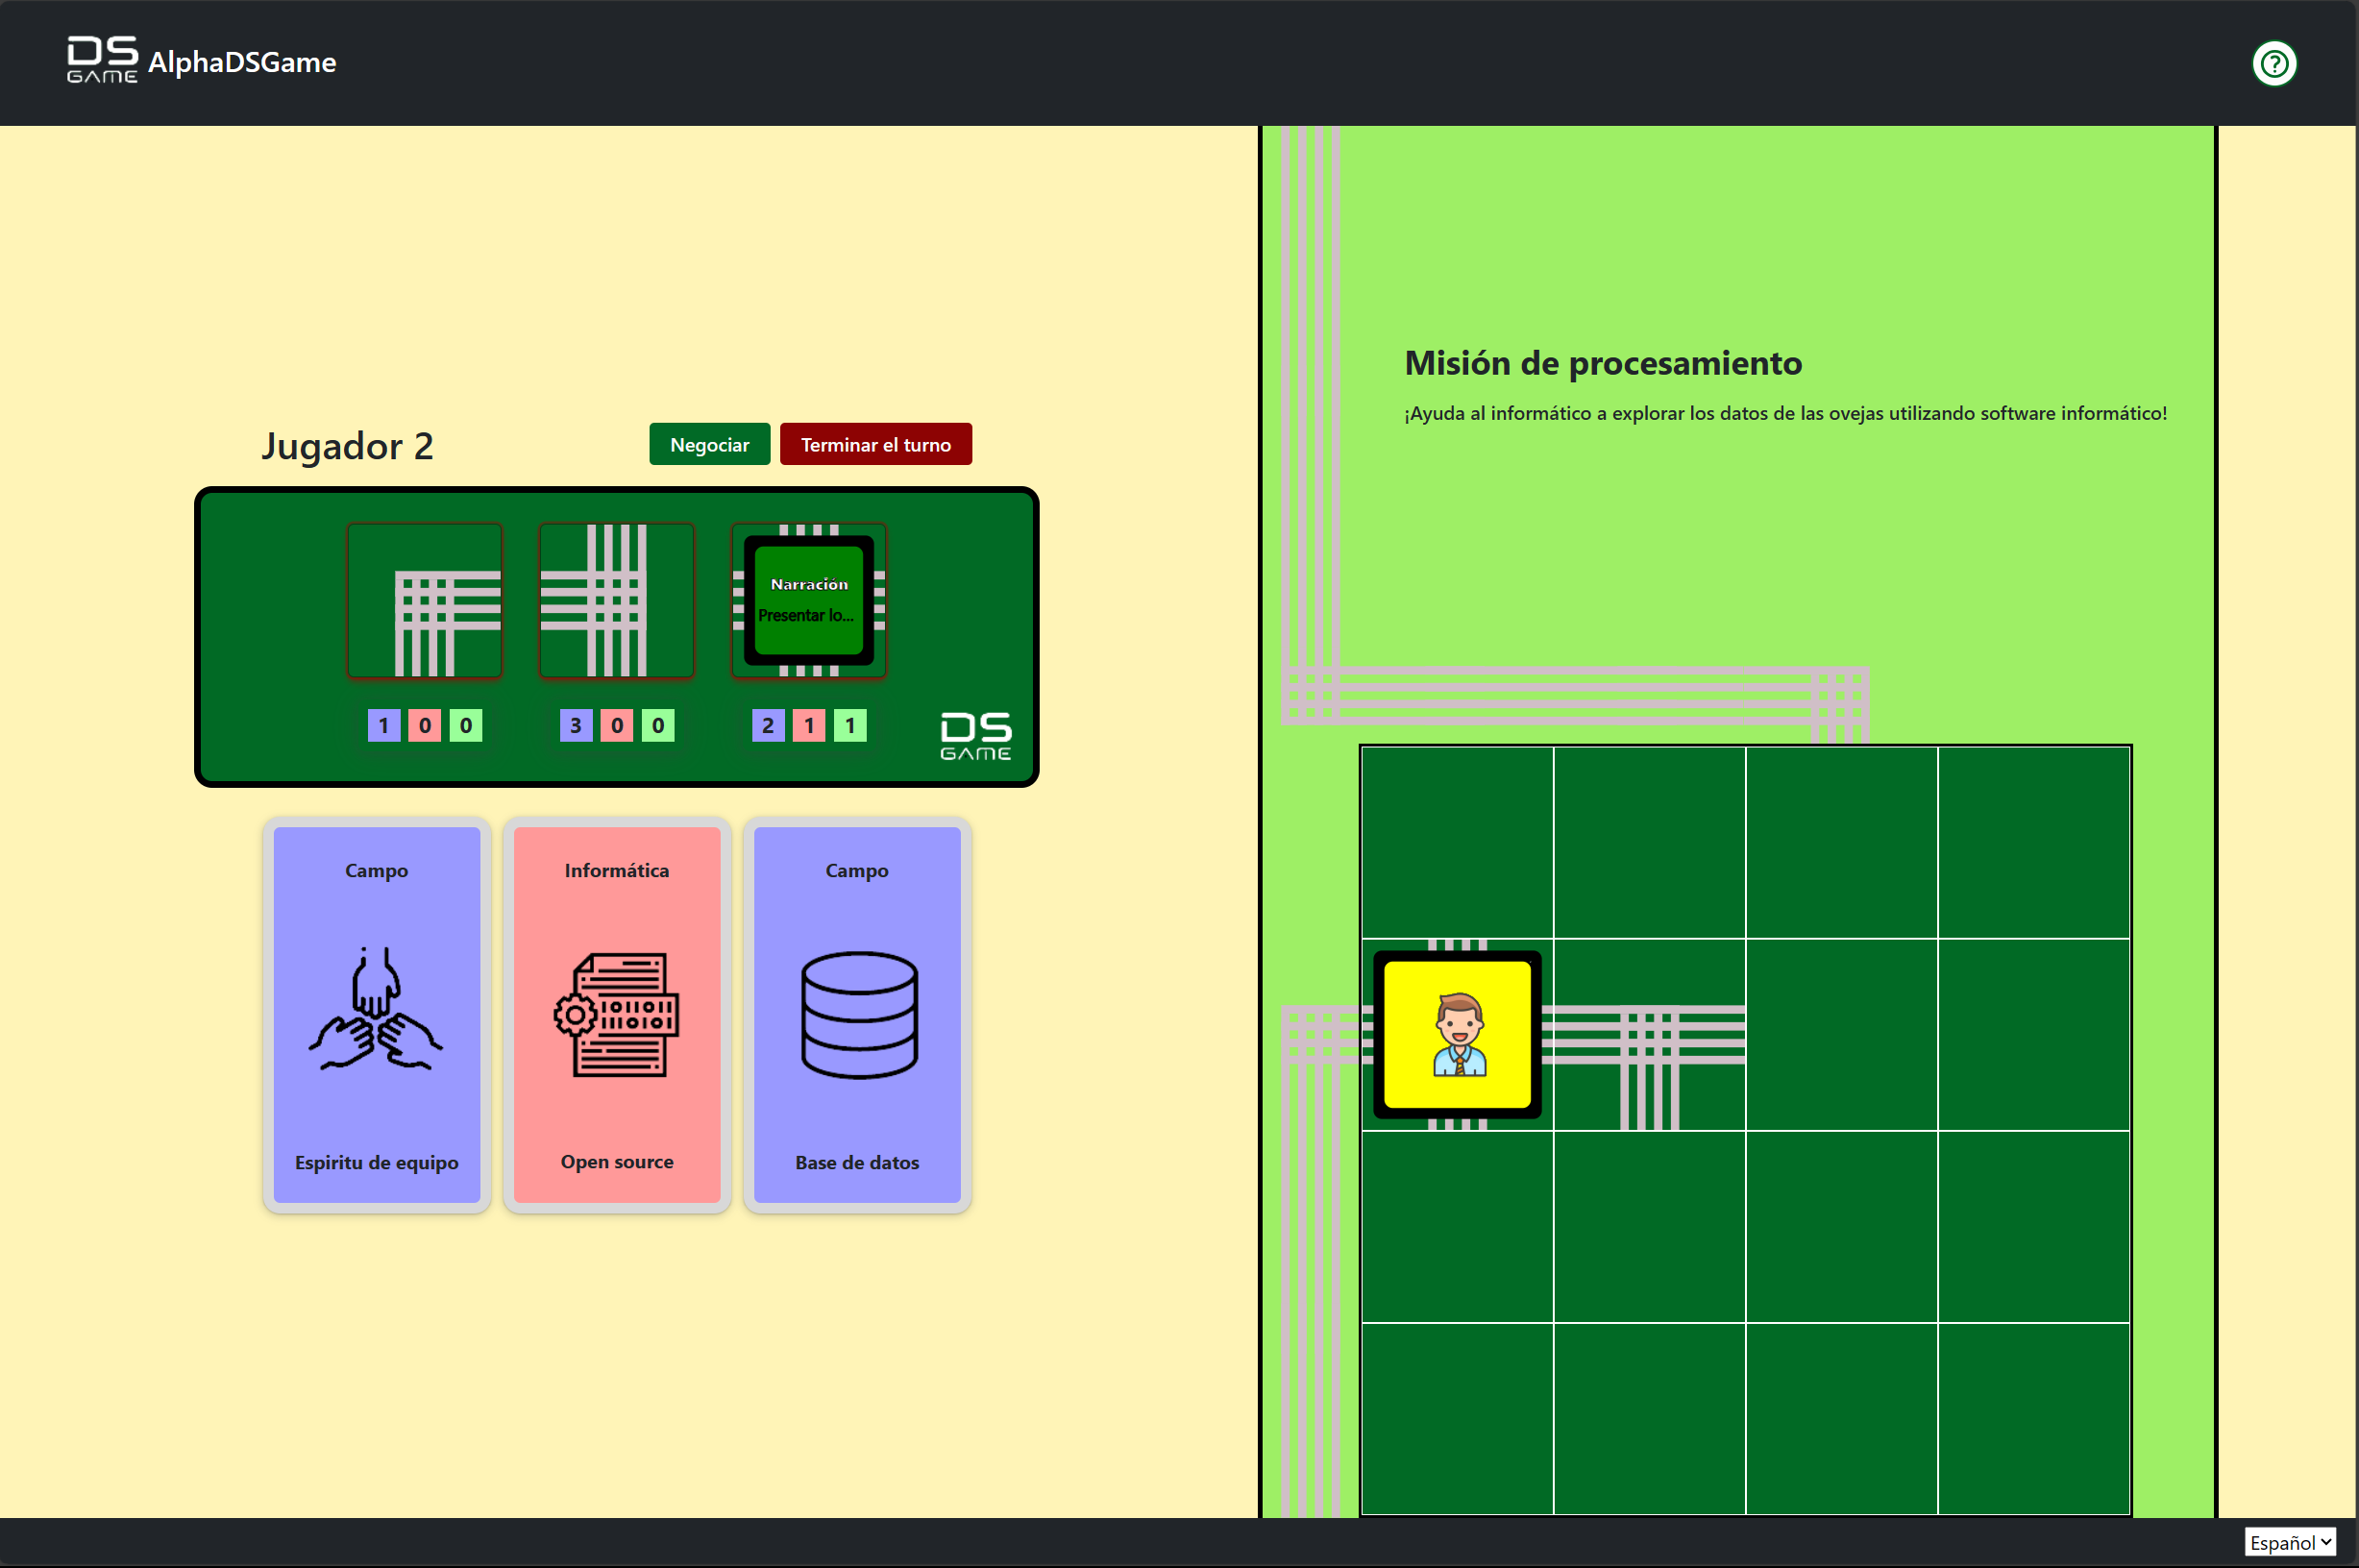 DS
GAME
AlphaDSGame
Jugador 2
Negociar
Terminar el turno
Narración
Presentar lo...
1 0 0
3 0 0
2 1 1
DS
GAME
Campo
Espiritu de equipo
Informática
Open source
Campo
Base de datos
Misión de procesamiento
¡Ayuda al informático a explorar los datos de las ovejas utilizando software informático!
Español